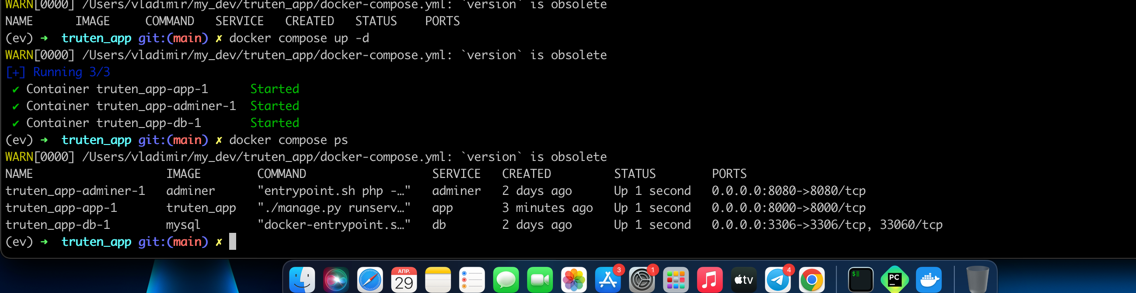 WARN[0000] /Users/vladimir/my_dev/truten_app/docker-compose.yml: `version` is obsolete
NAME      IMAGE     COMMAND   SERVICE   CREATED   STATUS    PORTS
(ev) ➜  truten_app git:(main) ✗ docker compose up -d
WARN[0000] /Users/vladimir/my_dev/truten_app/docker-compose.yml: `version` is obsolete
[+] Running 3/3
 ✔ Container truten_app-app-1      Started
 ✔ Container truten_app-adminer-1  Started
 ✔ Container truten_app-db-1       Started
(ev) ➜  truten_app git:(main) ✗ docker compose ps
WARN[0000] /Users/vladimir/my_dev/truten_app/docker-compose.yml: `version` is obsolete
NAME                   IMAGE        COMMAND                  SERVICE   CREATED         STATUS        PORTS
truten_app-adminer-1   adminer      "entrypoint.sh php -…"   adminer   2 days ago      Up 1 second   0.0.0.0:8080->8080/tcp
truten_app-app-1       truten_app   "./manage.py runserv…"   app       3 minutes ago   Up 1 second   0.0.0.0:8000->8000/tcp
truten_app-db-1        mysql        "docker-entrypoint.s…"   db        2 days ago      Up 1 second   0.0.0.0:3306->3306/tcp, 33060/tcp
(ev) ➜  truten_app git:(main) ✗
АПР.
29
3
1
tv
4
$
PC